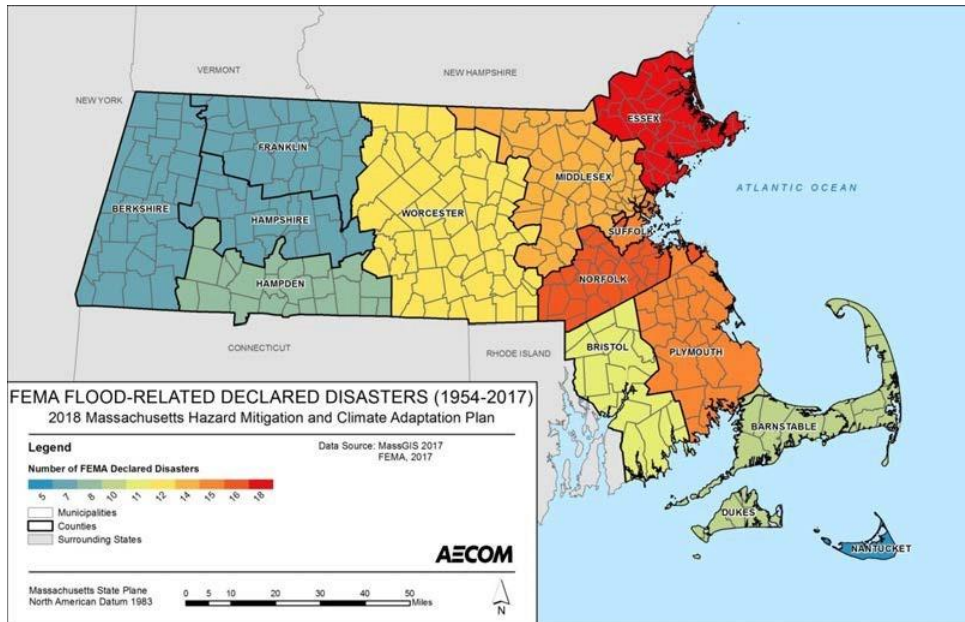 VERMONT
NEW HAMPSHIRE
NEW YORK
ESSEX
FRANKLIN
MIDDLESEX
ATLANTIC OCEAN
BERKSHIRE
HAMPSHIRE
WORCESTER
SUFFOLK
HAMPDEN
NORFOLK
CONNECTICUT
RHODE ISLAND
BRISTOL
PLYMOUTH
BARNSTABLE
DUKES
NANTUCKET
FEMA FLOOD-RELATED DECLARED DISASTERS (1954-2017)
2018 Massachusetts Hazard Mitigation and Climate Adaptation Plan
Legend
Data Source: MassGIS 2017
FEMA, 2017
Number of FEMA Declared Disasters
5 7 8 10 11 12 14 15 16 18
Municipalities
Counties
Surrounding States
AECOM
Massachusetts State Plane
North American Datum 1983
0 5 10 20 30 40 50
Miles
N